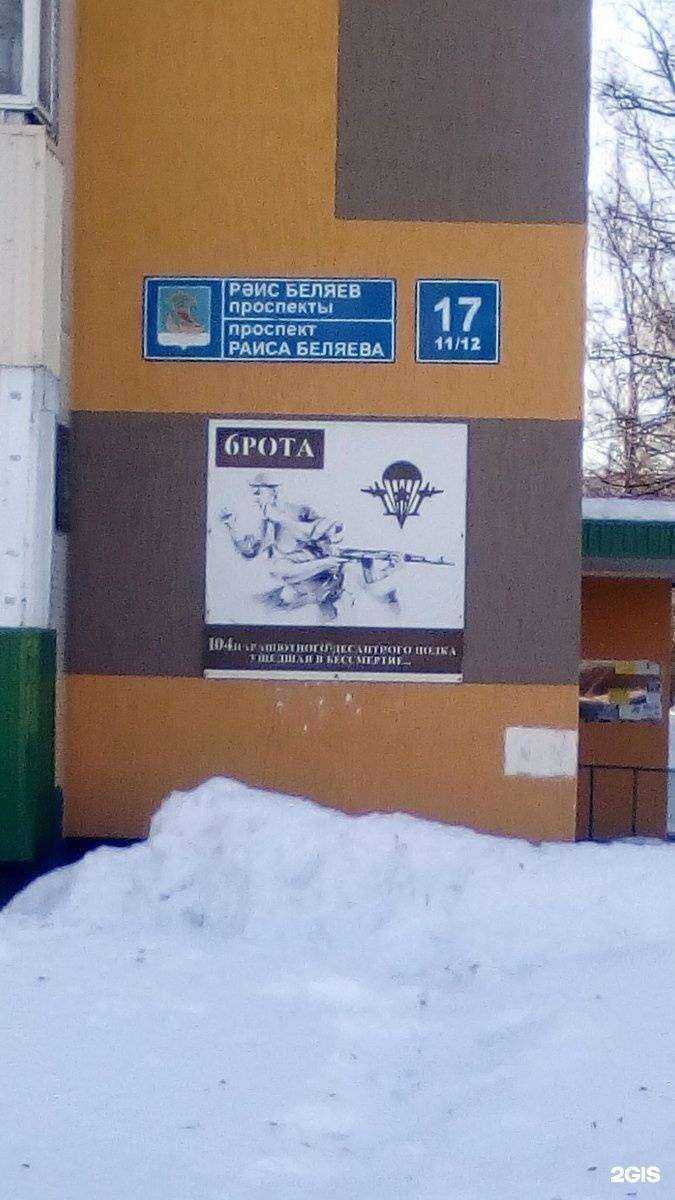 РӘИС БЕЛЯЕВ
проспекты
проспект
РАИСА БЕЛЯЕВА
17
11/12
6РОТА
104 ПАРАШЮТНОГО ДЕСАНТНОГО ПОЛКА
УШЕДШАЯ В БЕССМЕРТИЕ...
2GIS